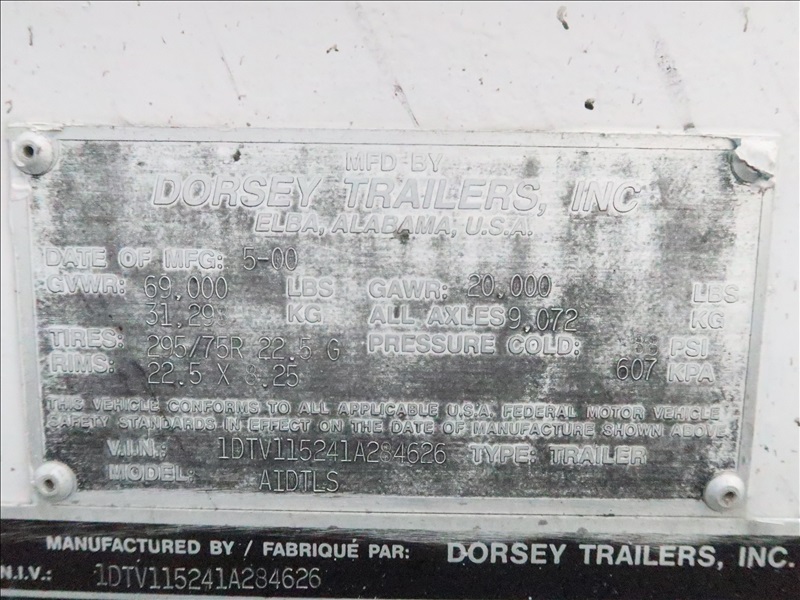 MFD BY
DORSEY TRAILERS, INC
ELBA, ALABAMA, U.S.A.
DATE OF MFG: 5-00
GVWR: 69,000 LBS GAWR: 20,000 LBS
KG ALL AXLES 9,072 KG
TIRES: 295/75R 22.5 G PRESSURE COLD: PSI
RIMS: 22.5 X 8.25 607 KPA
THIS VEHICLE CONFORMS TO ALL APPLICABLE U.S.A. FEDERAL MOTOR VEHICLE
SAFETY STANDARDS IN EFFECT ON THE DATE OF MANUFACTURE SHOWN ABOVE.
V.I.N.: 1DTV115241A284626 TYPE: TRAILER
MODEL: AIDTLS
MANUFACTURED BY / FABRIQUÉ PAR: DORSEY TRAILERS, INC.
N.I.V.: 1DTV115241A284626